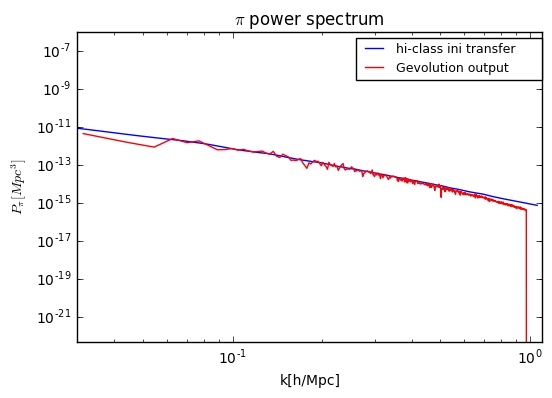 π power spectrum
hi-class ini transfer
Gevolution output
10^-7
10^-9
10^-11
10^-13
10^-15
10^-17
10^-19
10^-21
P_π[Mpc^3]
10^-1
10^0
k[h/Mpc]